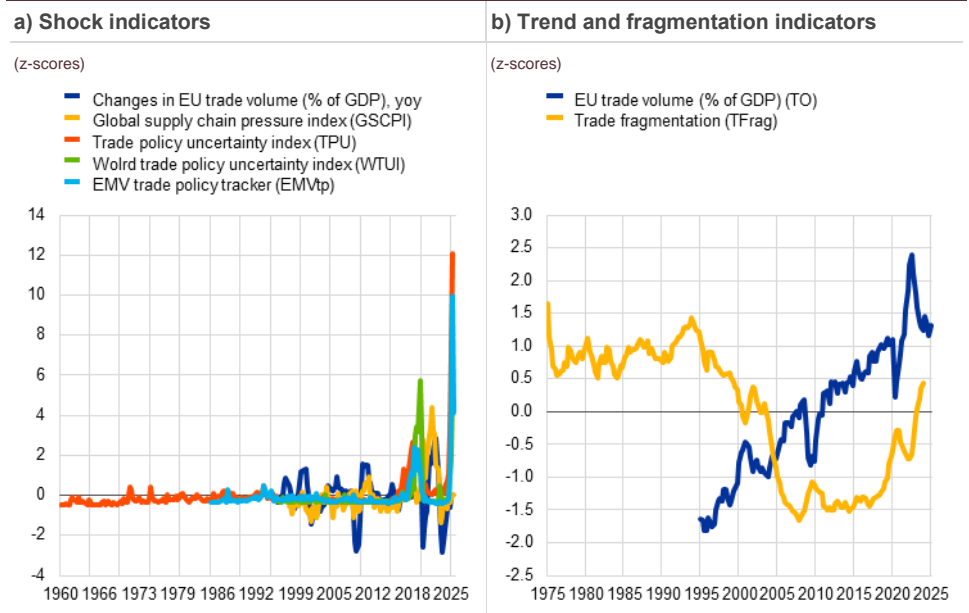 a) Shock indicators
(z-scores)
Changes in EU trade volume (% of GDP), yoy
Global supply chain pressure index (GSCPI)
Trade policy uncertainty index (TPU)
Wolrd trade policy uncertainty index (WTUI)
EMV trade policy tracker (EMVtp)
14
12
10
8
6
4
2
0
-2
-4
1960 1966 1973 1979 1986 1992 1999 2005 2012 2018 2025
b) Trend and fragmentation indicators
(z-scores)
EU trade volume (% of GDP) (TO)
Trade fragmentation (TFrag)
3.0
2.5
2.0
1.5
1.0
0.5
0.0
-0.5
-1.0
-1.5
-2.0
-2.5
1975 1980 1985 1990 1995 2000 2005 2010 2015 2020 2025